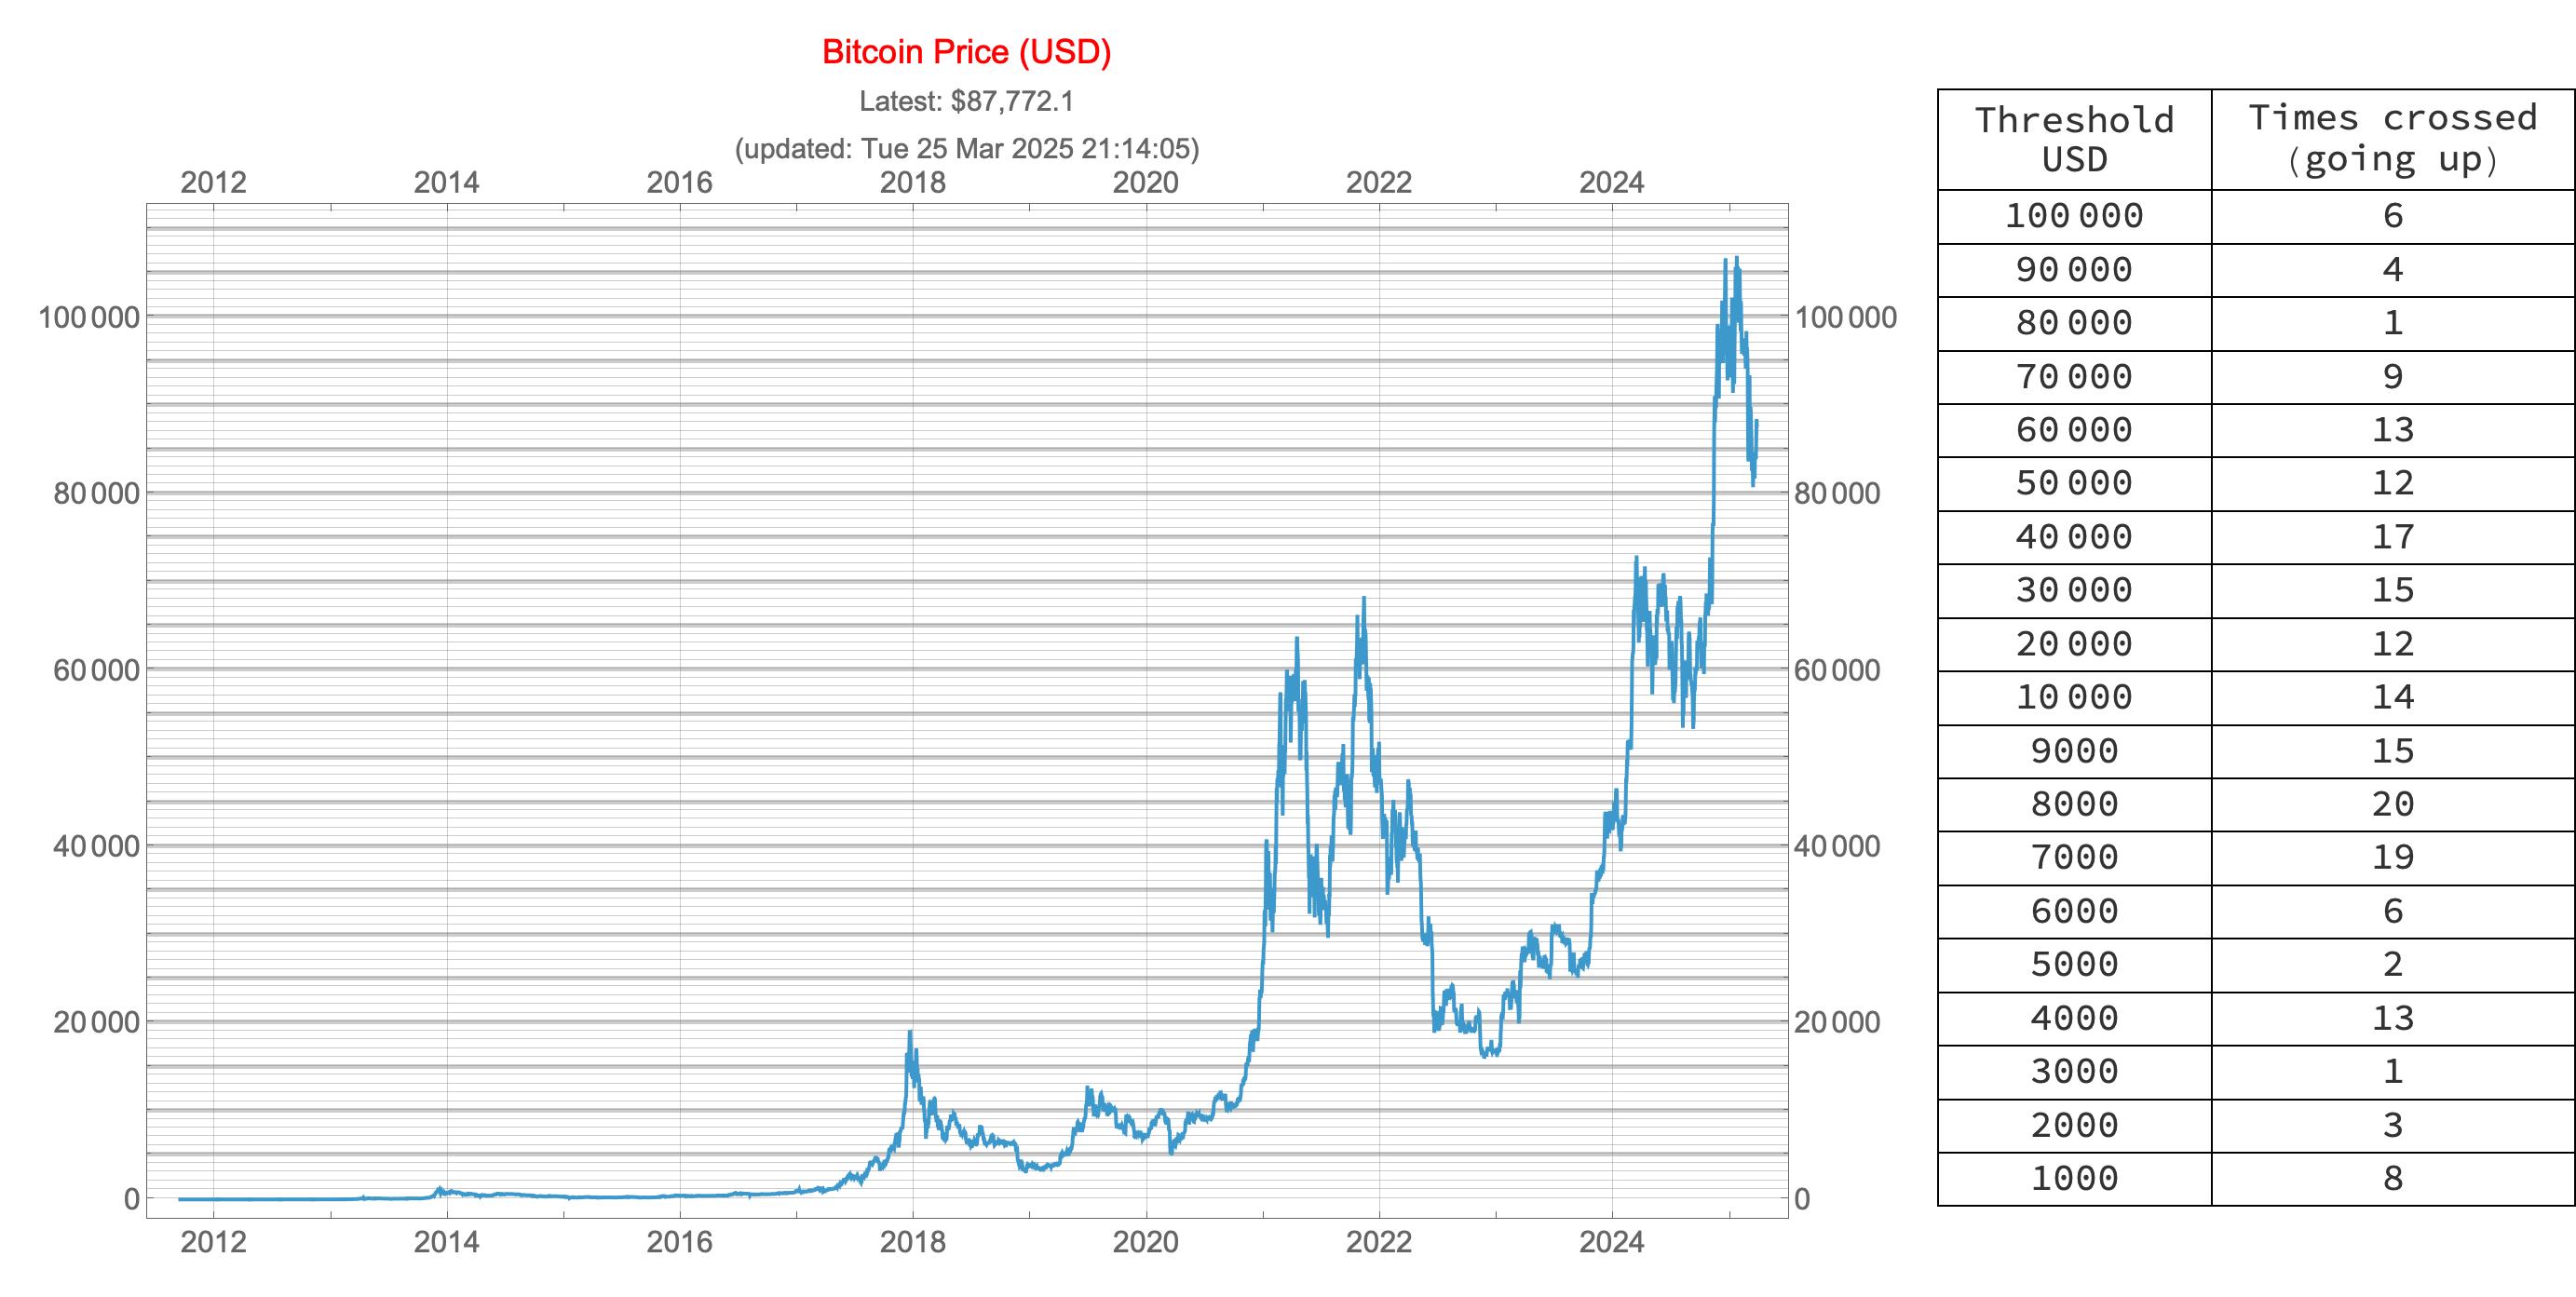 Bitcoin Price (USD)
Latest: $87,772.1
(updated: Tue 25 Mar 2025 21:14:05)
2012 2014 2016 2018 2020 2022 2024
100 000 100 000
80 000 80 000
60 000 60 000
40 000 40 000
20 000 20 000
0 0
2012 2014 2016 2018 2020 2022 2024
Threshold Times crossed
USD (going up)
100 000 6
90 000 4
80 000 1
70 000 9
60 000 13
50 000 12
40 000 17
30 000 15
20 000 12
10 000 14
9000 15
8000 20
7000 19
6000 6
5000 2
4000 13
3000 1
2000 3
1000 8